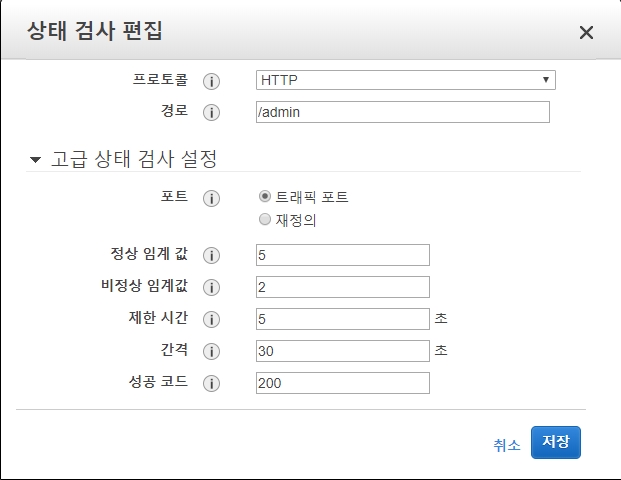 상태 검사 편집
프로토콜 HTTP
경로 /admin
고급 상태 검사 설정
포트 트래픽 포트
재정의
정상 임계 값 5
비정상 임계값 2
제한 시간 5 초
간격 30 초
성공 코드 200
취소 저장